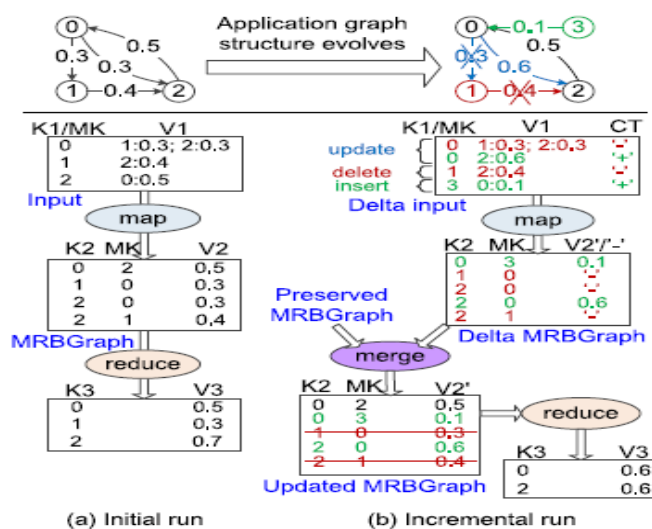 Application graph
structure evolves
0 0.5 0.3 0.3 1 0.4 2
0 0.1 3 0.5 0.3 0.6 1 0.4 2
K1/MK V1
0 1:0.3; 2:0.3
1 2:0.4
2 0:0.5
Input
map
K2 MK V2
0 2 0.5
1 0 0.3
2 0 0.3
2 1 0.4
MRBGraph
reduce
K3 V3
0 0.5
1 0.3
2 0.7
(a) Initial run
K1/MK V1 CT
update
0 1:0.3; 2:0.3 '-'
0 2:0.6 '+'
delete 1 2:0.4 '-'
insert 3 0:0.1 '+'
Delta input
map
K2 MK V2'/'-'
0 3 0.1
1 0 '-'
2 0 '-'
2 0 0.6
2 1 '-'
Delta MRBGraph
Preserved
MRBGraph
merge
K2 MK V2'
0 2 0.5
0 3 0.1
1 0 0.3
2 0 0.6
2 1 0.4
Updated MRBGraph
reduce
K3 V3
0 0.6
2 0.6
(b) Incremental run